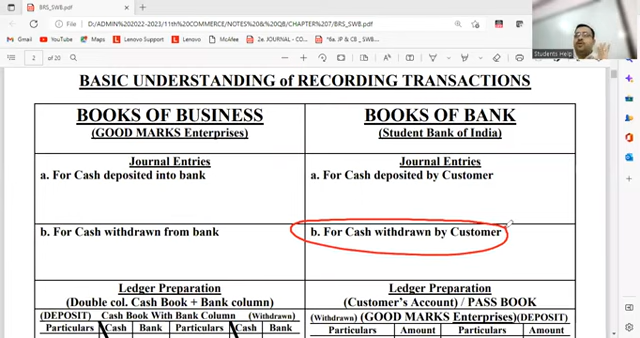 BRS_SWB.pdf
D:/ADMIN%202022-2023/11th%20COMMERCE/NOTES%20&%20QB/CHAPTER%207/BRS_SWB.pdf
YouTube
Maps
Lenovo Support
Lenovo
McAfee
2e. JOURNAL - CO...
^6a. JP & CB _ SWB...
Students Help
2 of 20
BASIC UNDERSTANDING of RECORDING TRANSACTIONS
BOOKS OF BUSINESS
(GOOD MARKS Enterprises)
BOOKS OF BANK
(Student Bank of India)
Journal Entries
a. For Cash deposited into bank
Journal Entries
a. For Cash deposited by Customer
b. For Cash withdrawn from bank
b. For Cash withdrawn by Customer
Ledger Preparation
(Double col. Cash Book + Bank column)
Ledger Preparation
(Customer's Account) / PASS BOOK
(DEPOSIT) Cash Book With Bank Column (Withdrawn)
Particulars Cash Bank Particulars Cash Bank
(Withdrawn) (GOOD MARKS Enterprises) (DEPOSIT)
Particulars Amount Particulars Amount